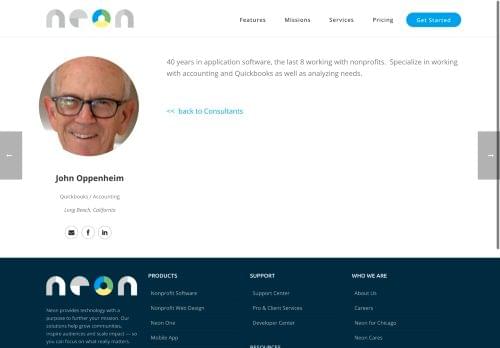 neon
Features
Missions
Services
Pricing
Get Started
40 years in application software, the last 8 working with nonprofits. Specialize in working
with accounting and Quickbooks as well as analyzing needs.
<< back to Consultants
←
→
John Oppenheim
Quickbooks / Accounting
Long Beach, California
f
in
neon
Neon provides technology with a
purpose to further your mission. Our
solutions help grow communities,
inspire audiences and scale impact — so
you can focus on what really matters.
PRODUCTS
Nonprofit Software
Nonprofit Web Design
Neon One
Mobile App
SUPPORT
Support Center
Pro & Client Services
Developer Center
RESOURCES
WHO WE ARE
About Us
Careers
Neon for Chicago
Neon Cares